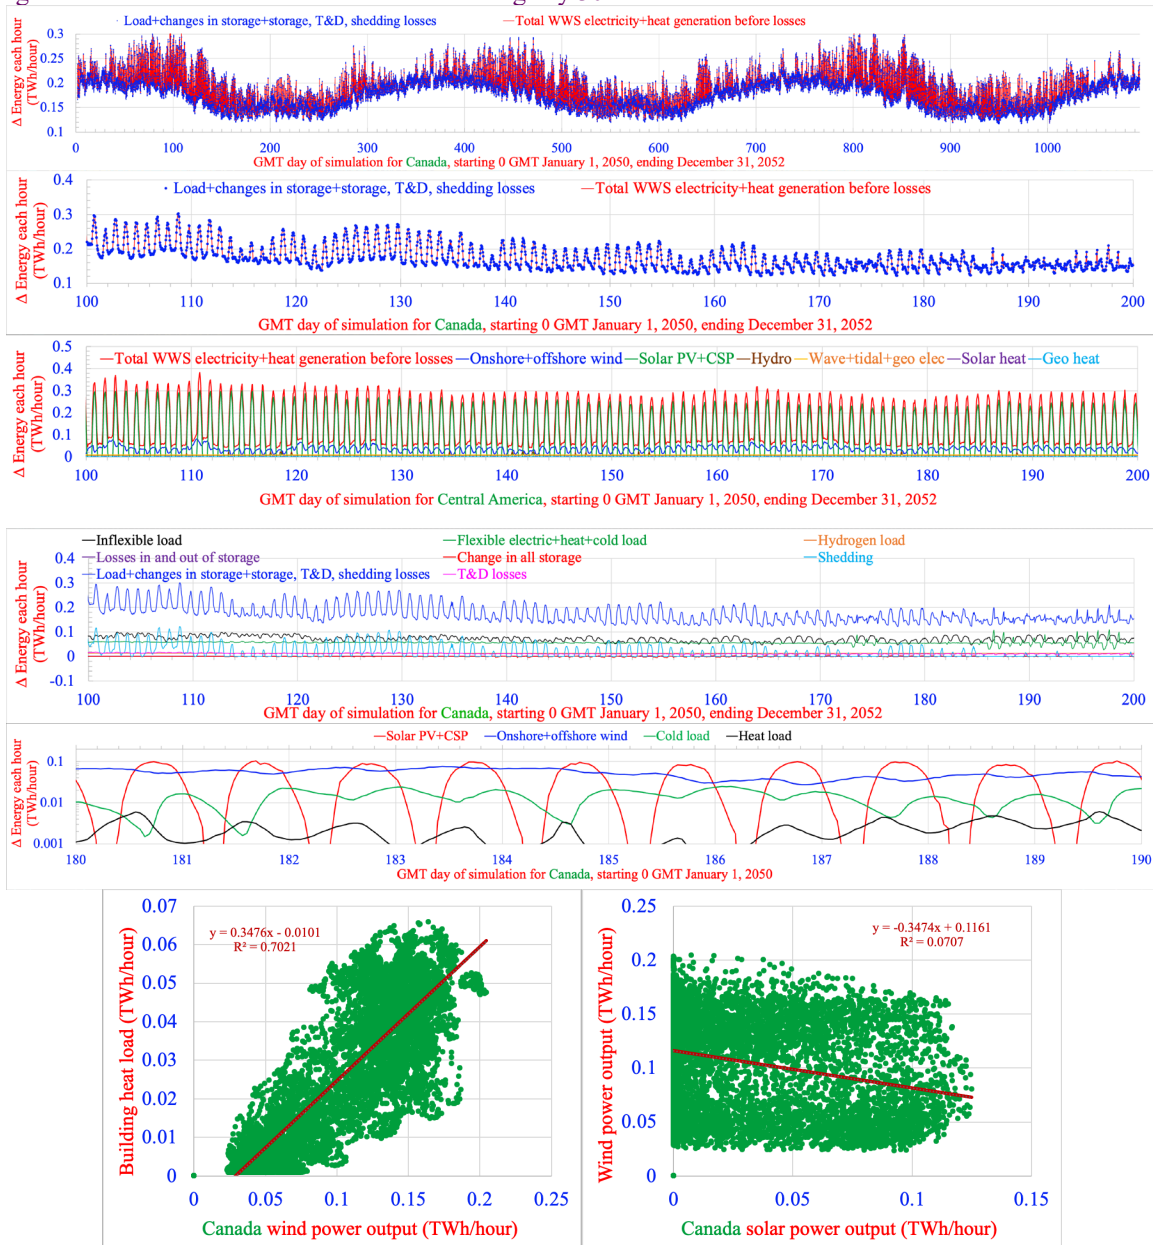 Load+changes in storage+storage, T&D, shedding losses —Total WWS electricity+heat generation before losses
Δ Energy each hour
(TWh/hour)
0.3
0.25
0.2
0.15
0.1
0 100 200 300 400 500 600 700 800 900 1000
GMT day of simulation for Canada, starting 0 GMT January 1, 2050, ending December 31, 2052
• Load+changes in storage+storage, T&D, shedding losses —Total WWS electricity+heat generation before losses
Δ Energy each hour
(TWh/hour)
0.4
0.3
0.2
0.1
100 110 120 130 140 150 160 170 180 190 200
GMT day of simulation for Canada, starting 0 GMT January 1, 2050, ending December 31, 2052
—Total WWS electricity+heat generation before losses —Onshore+offshore wind —Solar PV+CSP —Hydro —Wave+tidal+geo elec —Solar heat —Geo heat
Δ Energy each hour
(TWh/hour)
0.5
0.4
0.3
0.2
0.1
0
100 110 120 130 140 150 160 170 180 190 200
GMT day of simulation for Central America, starting 0 GMT January 1, 2050, ending December 31, 2052
—Inflexible load —Flexible electric+heat+cold load —Hydrogen load
—Losses in and out of storage —Change in all storage —Shedding
—Load+changes in storage+storage, T&D, shedding losses —T&D losses
Δ Energy each hour
(TWh/hour)
0.4
0.3
0.2
0.1
0
-0.1
100 110 120 130 140 150 160 170 180 190 200
GMT day of simulation for Canada, starting 0 GMT January 1, 2050, ending December 31, 2052
—Solar PV+CSP —Onshore+offshore wind —Cold load —Heat load
Δ Energy each hour
(TWh/hour)
0.1
0.01
0.001
180 181 182 183 184 185 186 187 188 189 190
GMT day of simulation for Canada, starting 0 GMT January 1, 2050
Building heat load (TWh/hour)
0.07
0.06
0.05
0.04
0.03
0.02
0.01
0
y = 0.3476x - 0.0101
R² = 0.7021
0 0.05 0.1 0.15 0.2 0.25
Canada wind power output (TWh/hour)
Wind power output (TWh/hour)
0.25
0.2
0.15
0.1
0.05
0
y = -0.3474x + 0.1161
R² = 0.0707
0 0.05 0.1 0.15
Canada solar power output (TWh/hour)